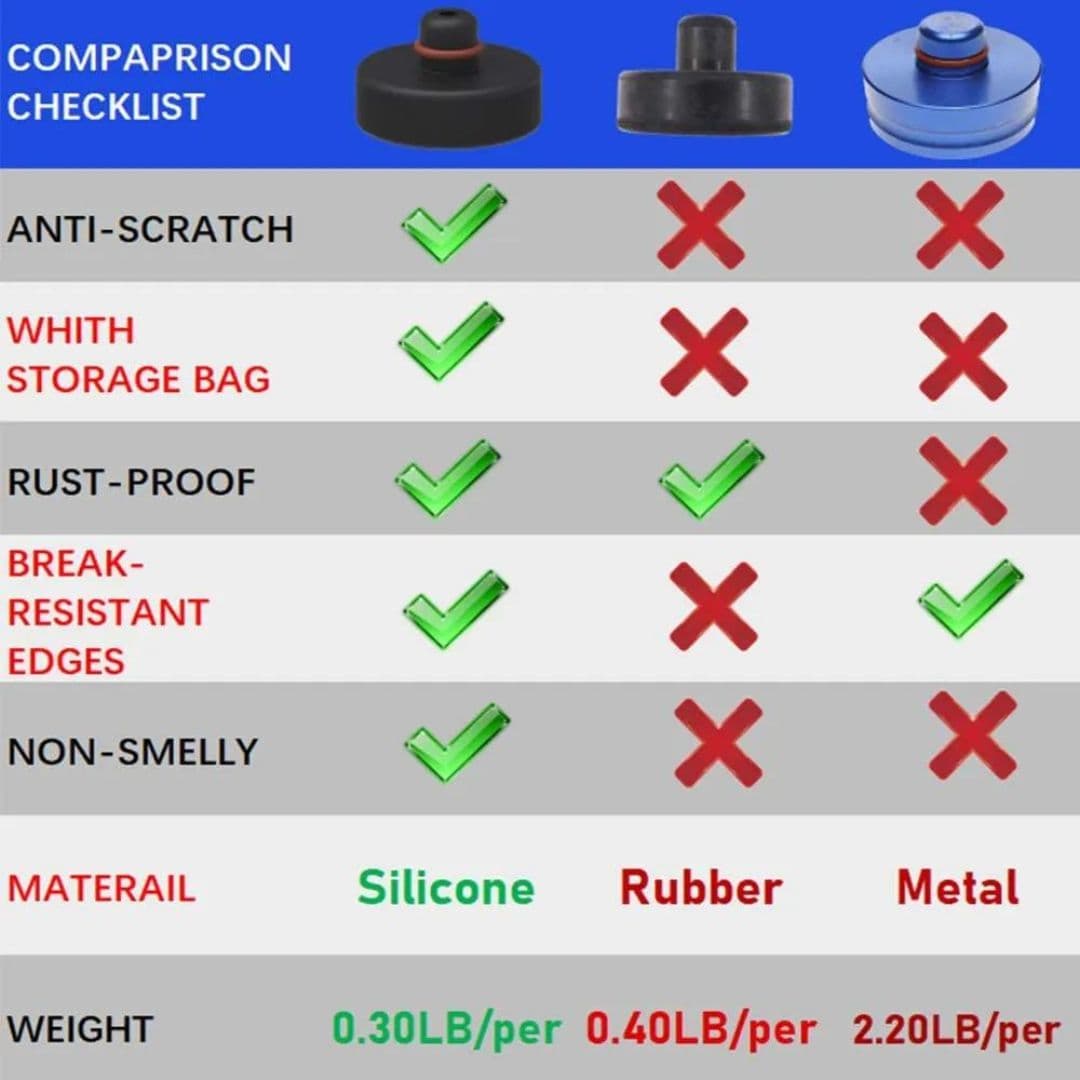 COMPAPRISON
CHECKLIST
ANTI-SCRATCH
WHITH
STORAGE BAG
RUST-PROOF
BREAK-
RESISTANT
EDGES
NON-SMELLY
MATERAIL Silicone Rubber Metal
WEIGHT 0.30LB/per 0.40LB/per 2.20LB/per